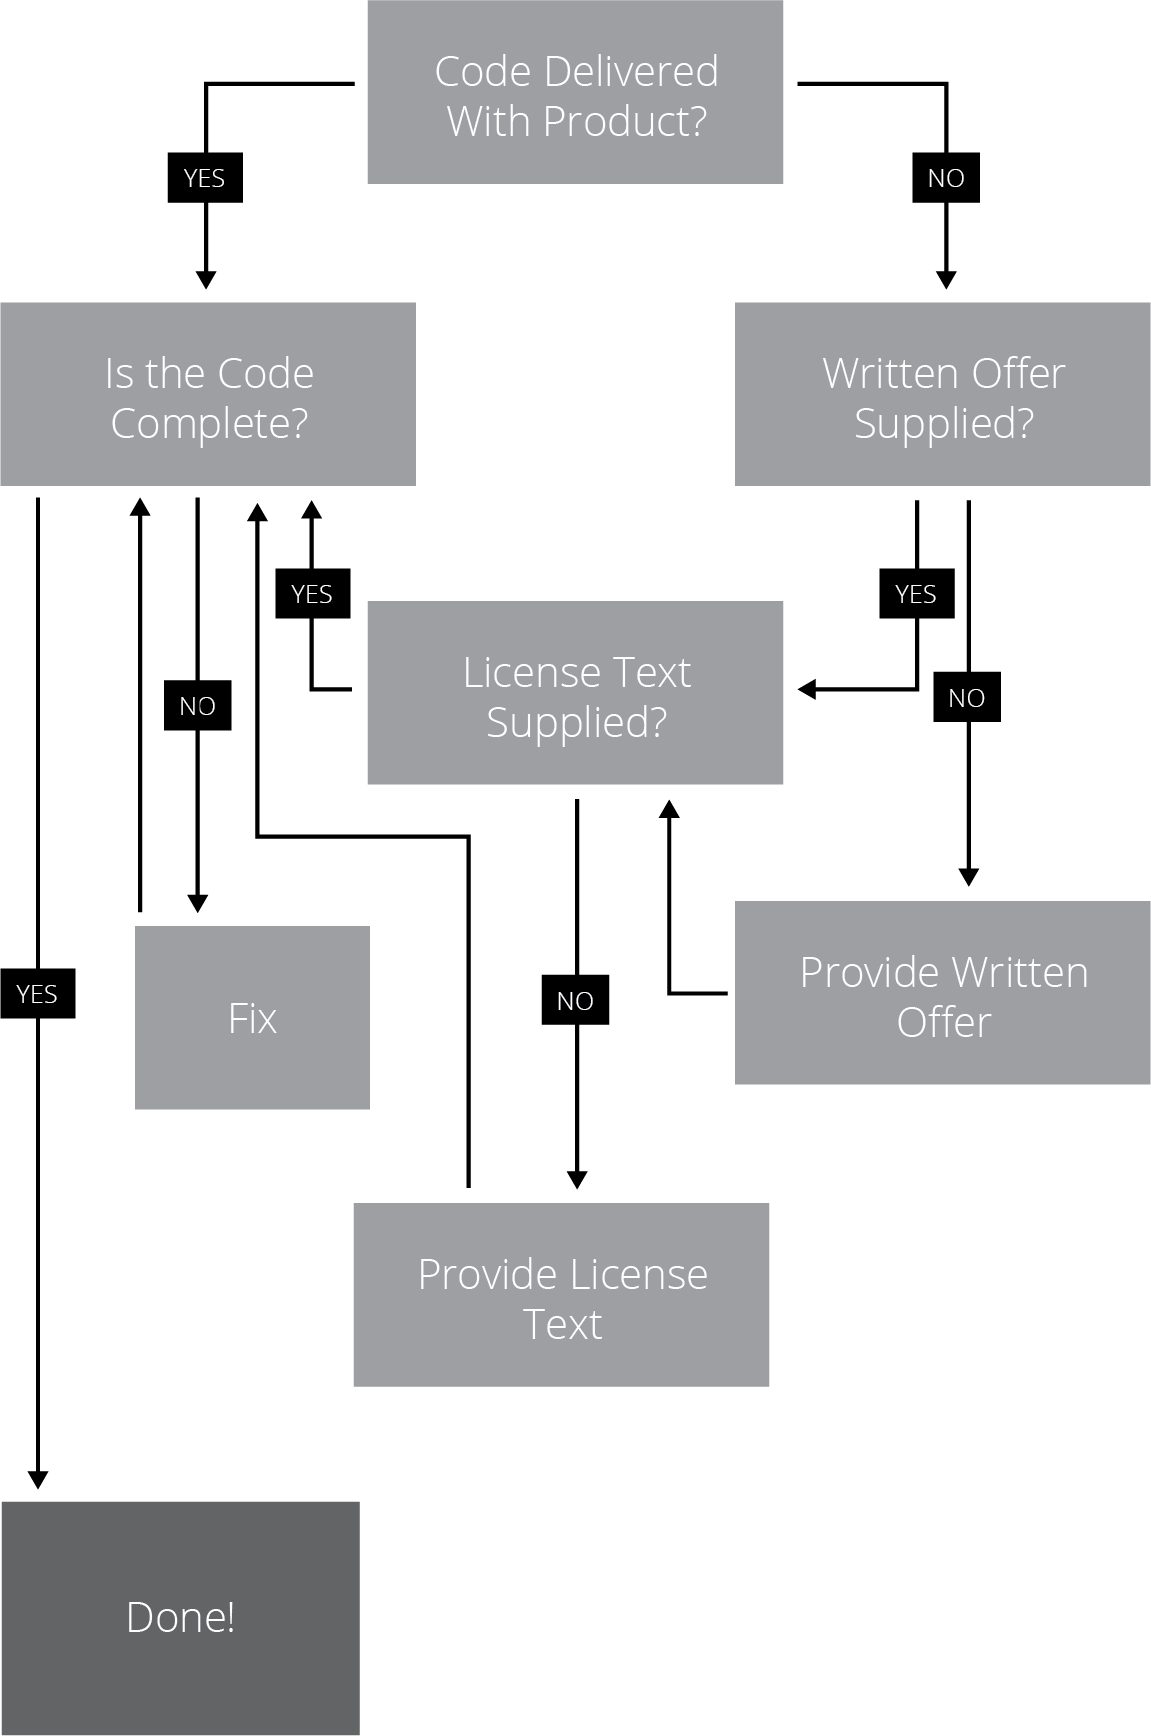 Code Delivered
With Product?
YES
NO
Is the Code
Complete?
Written Offer
Supplied?
YES
YES
License Text
Supplied?
NO
NO
Provide Written
Offer
YES
Fix
NO
Provide License
Text
Done!